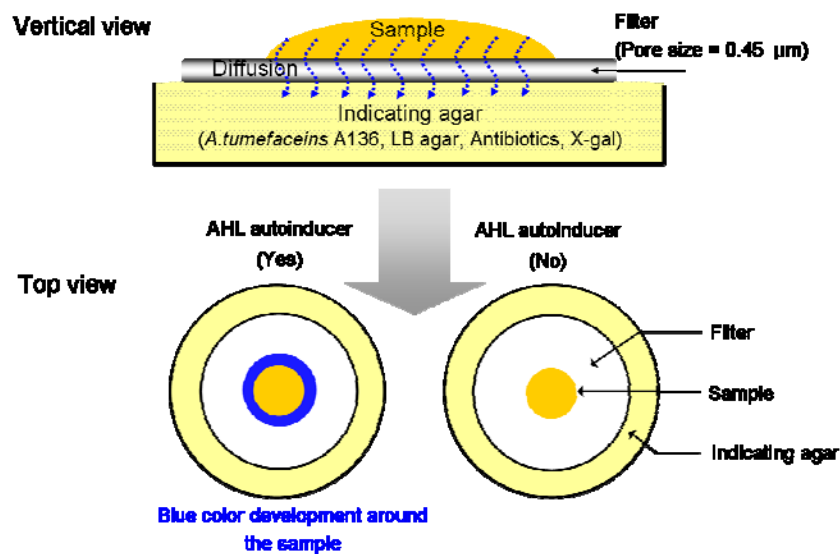 Vertical view
Sample
Filter
(Pore size = 0.45 µm)
Diffusion
Indicating agar
(A.tumefaceins A136, LB agar, Antibiotics, X-gal)
AHL autoinducer
(Yes)
AHL autoinducer
(No)
Top view
Filter
Sample
Indicating agar
Blue color development around
the sample